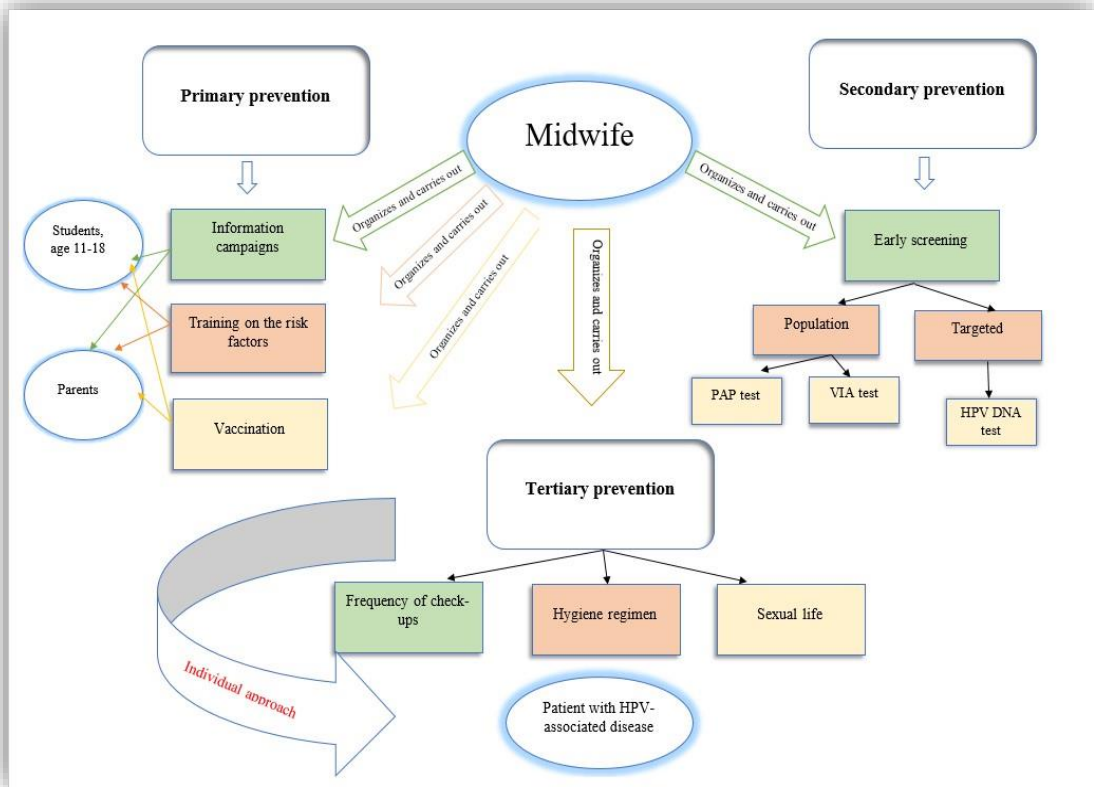 Primary prevention
Midwife
Secondary prevention
Organizes and carries out
Organizes and carries out
Organizes and carries out
Organizes and carries out
Organizes and carries out
Students,
age 11-18
Information
campaigns
Early screening
Training on the risk
factors
Population
Targeted
Parents
PAP test
VIA test
HPV DNA
test
Vaccination
Tertiary prevention
Frequency of check-
ups
Hygiene regimen
Sexual life
Individual approach
Patient with HPV-
associated disease